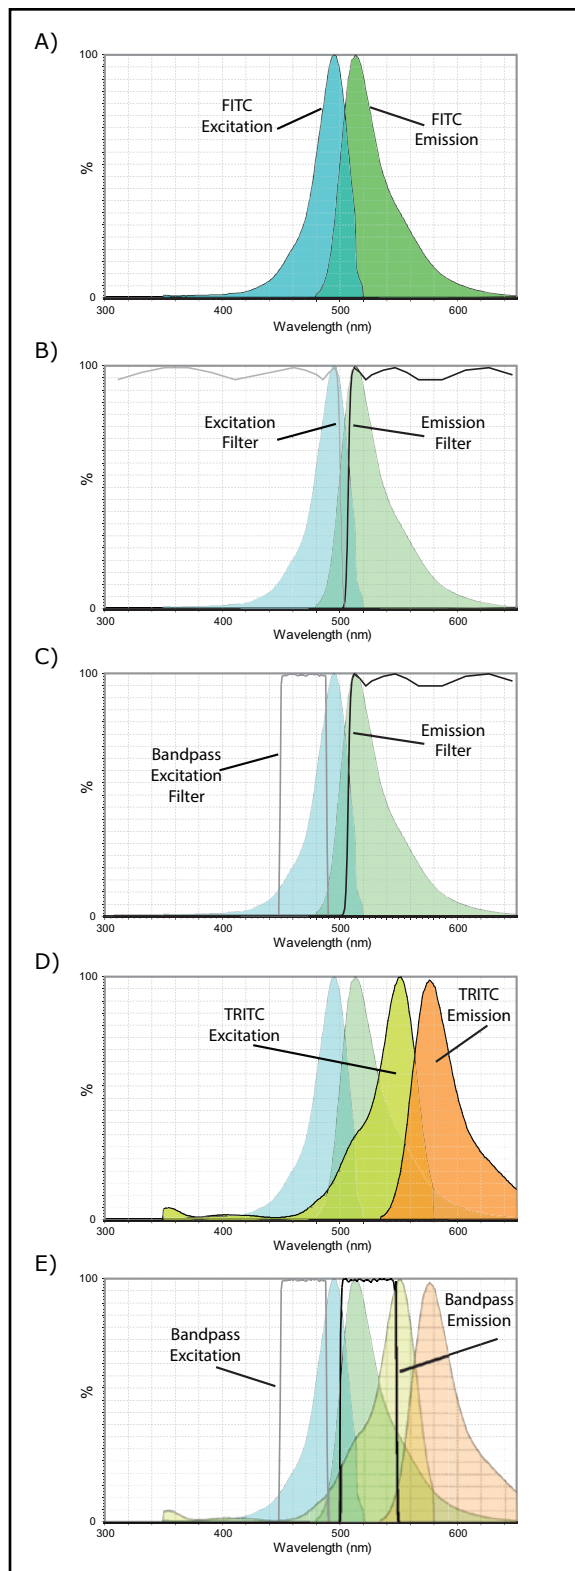 A)
100
FITC
Excitation
FITC
Emission
%
0
300
400
500
600
Wavelength (nm)
B)
100
Excitation
Filter
Emission
Filter
%
0
300
400
500
600
Wavelength (nm)
C)
100
Bandpass
Excitation
Filter
Emission
Filter
%
0
300
400
500
600
Wavelength (nm)
D)
100
TRITC
Excitation
TRITC
Emission
%
0
300
400
500
600
Wavelength (nm)
E)
100
Bandpass
Excitation
Bandpass
Emission
%
0
300
400
500
600
Wavelength (nm)